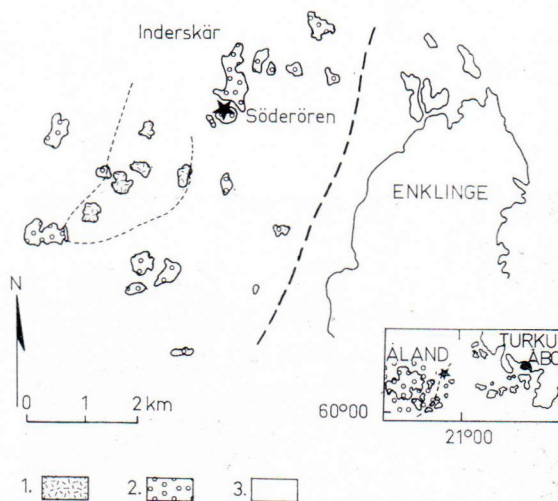 Inderskär
Söderören
ENKLINGE
N
0 1 2 km
ÅLAND
TURKU
ÅBO
60°00
21°00
1. 2. 3.